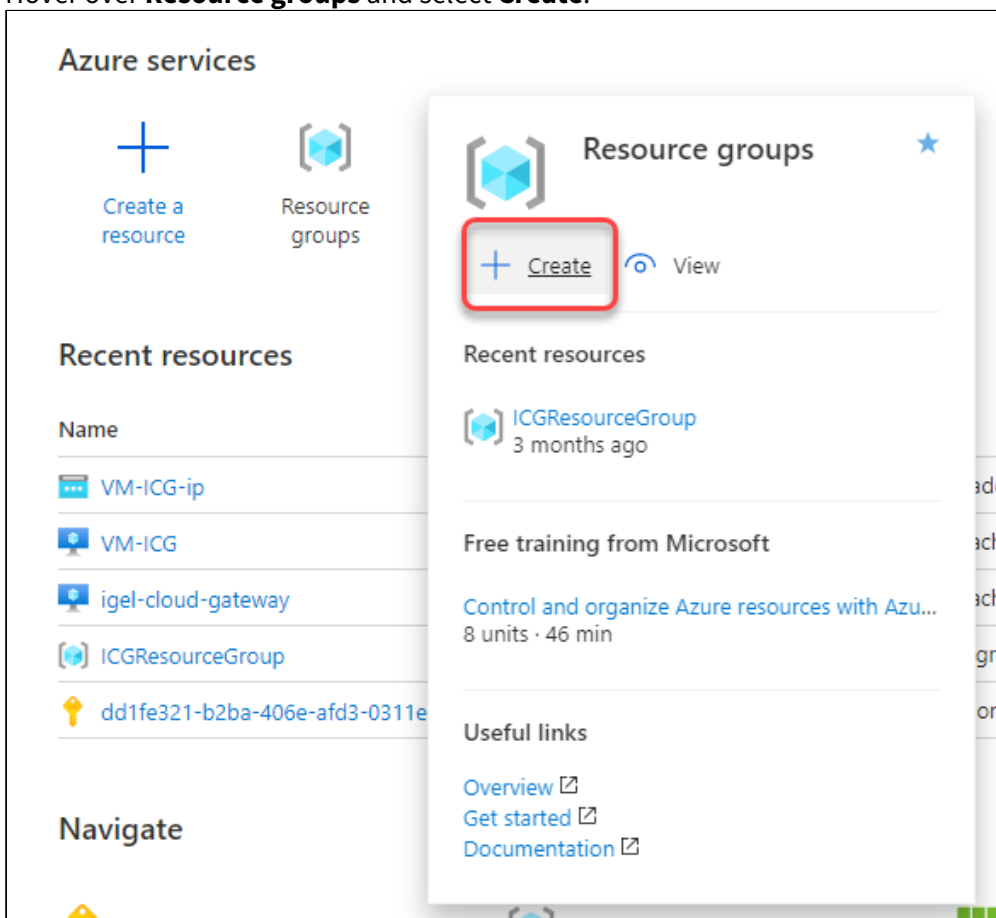 Hover over Resource groups and select Create.
Azure services
Create a
resource
Resource
groups
Resource groups
Create
View
Recent resources
ICGResourceGroup
3 months ago
Free training from Microsoft
Control and organize Azure resources with Azu...
8 units · 46 min
Useful links
Overview
Get started
Documentation
Recent resources
Name
VM-ICG-ip
VM-ICG
igel-cloud-gateway
ICGResourceGroup
dd1fe321-b2ba-406e-afd3-0311e
Navigate